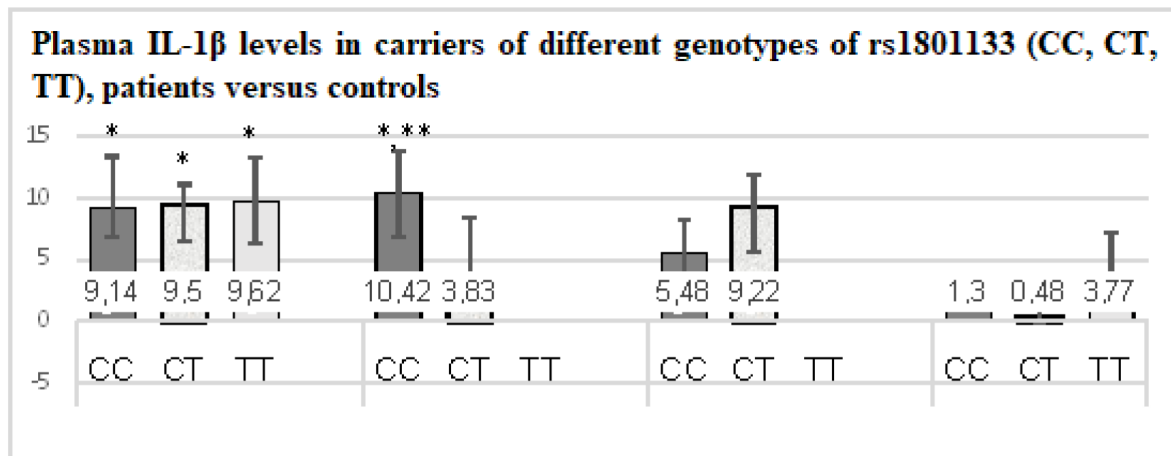 Plasma IL-1β levels in carriers of different genotypes of rs1801133 (CC, CT,
TT), patients versus controls
15 * * * * **
10
5
9,14 9,5 9,62 10,42 3,83 5,48 9,22 1,3 0,48 3,77
0
CC CT TT CC CT TT CC CT TT CC CT TT
-5